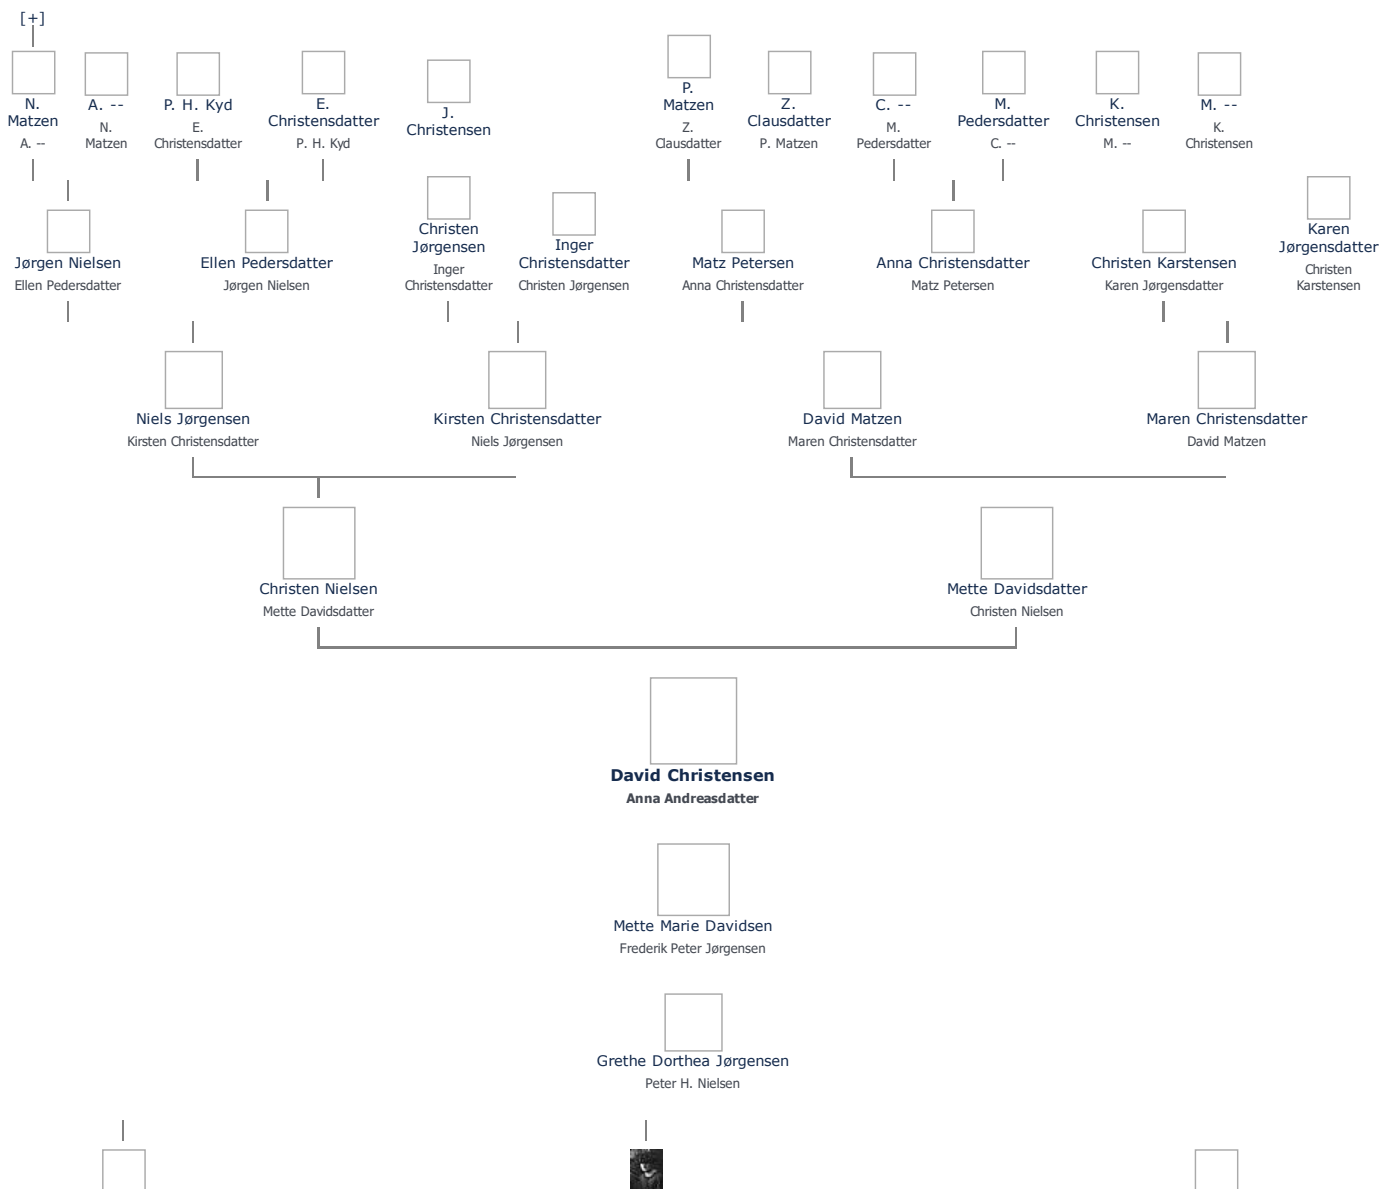 [+]
N.
Matzen
A. --
A. --
N.
Matzen
P. H. Kyd
E.
Christensdatter
E.
Christensdatter
P. H. Kyd
J.
Christensen
P.
Matzen
Z.
Clausdatter
Z.
Clausdatter
P. Matzen
C. --
M.
Pedersdatter
M.
Pedersdatter
C. --
K.
Christensen
M. --
M. --
K.
Christensen
Jørgen Nielsen
Ellen Pedersdatter
Ellen Pedersdatter
Jørgen Nielsen
Christen
Jørgensen
Inger
Christensdatter
Inger
Christensdatter
Christen Jørgensen
Matz Petersen
Anna Christensdatter
Anna Christensdatter
Matz Petersen
Christen Karstensen
Karen Jørgensdatter
Karen
Jørgensdatter
Christen
Karstensen
Niels Jørgensen
Kirsten Christensdatter
Kirsten Christensdatter
Niels Jørgensen
David Matzen
Maren Christensdatter
Maren Christensdatter
David Matzen
Christen Nielsen
Mette Davidsdatter
Mette Davidsdatter
Christen Nielsen
David Christensen
Anna Andreasdatter
Mette Marie Davidsen
Frederik Peter Jørgensen
Grethe Dorthea Jørgensen
Peter H. Nielsen